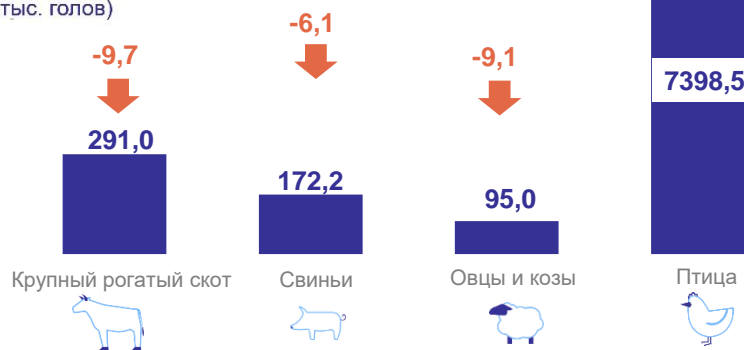 тыс. голов)
-9,7
-6,1
-9,1
291,0
172,2
95,0
7398,5
Крупный рогатый скот
Свиньи
Овцы и козы
Птица